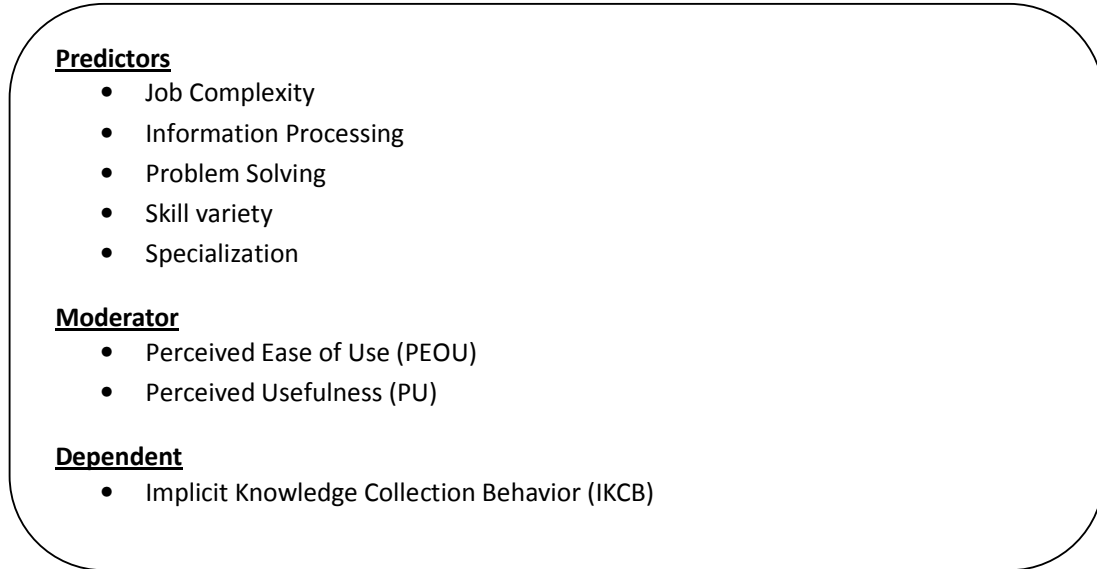 Predictors
• Job Complexity
• Information Processing
• Problem Solving
• Skill variety
• Specialization
Moderator
• Perceived Ease of Use (PEOU)
• Perceived Usefulness (PU)
Dependent
• Implicit Knowledge Collection Behavior (IKCB)